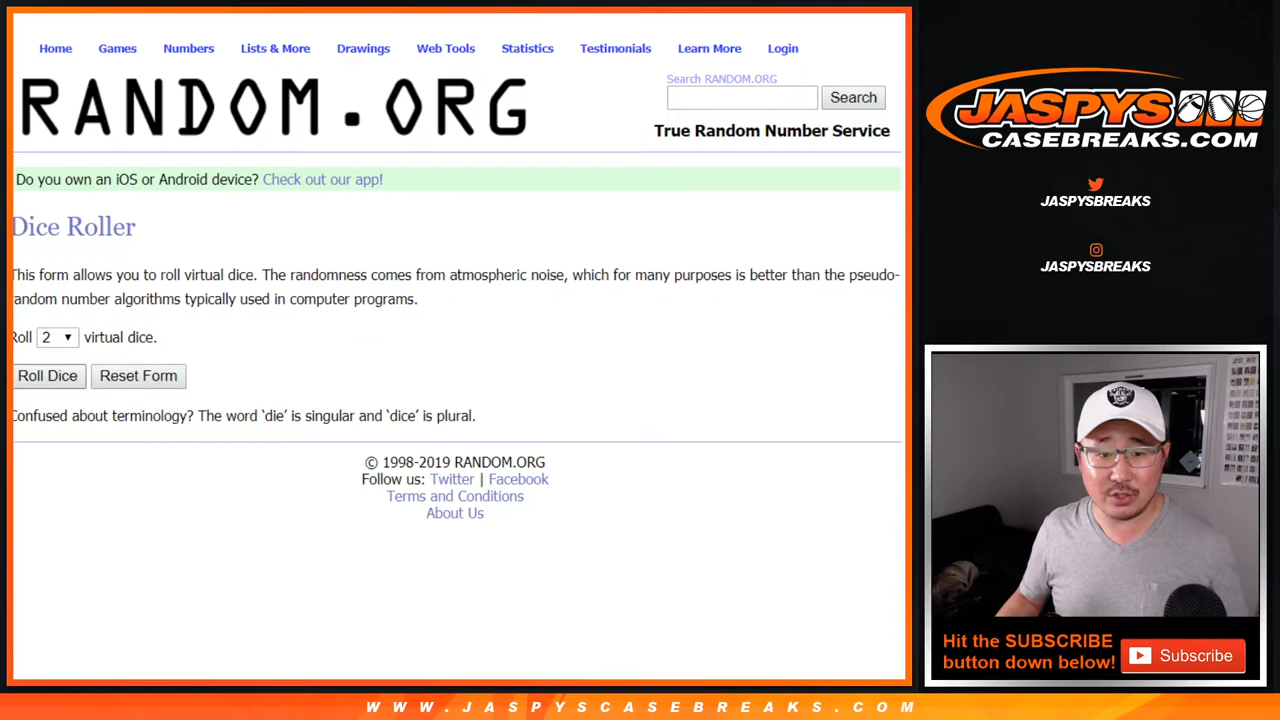 Home Games Numbers Lists & More Drawings Web Tools Statistics Testimonials Learn More Login
RANDOM.ORG
Search RANDOM.ORG
Search
True Random Number Service
Do you own an iOS or Android device? Check out our app!
Dice Roller
This form allows you to roll virtual dice. The randomness comes from atmospheric noise, which for many purposes is better than the pseudo-
random number algorithms typically used in computer programs.
Roll 2 virtual dice.
Roll Dice Reset Form
Confused about terminology? The word ‘die’ is singular and ‘dice’ is plural.
© 1998-2019 RANDOM.ORG
Follow us: Twitter | Facebook
Terms and Conditions
About Us
JASPYS
CASEBREAKS.COM
JASPYSBREAKS
JASPYSBREAKS
Hit the SUBSCRIBE
button down below!
Subscribe
WWW.JASPYSCASEBREAKS.COM